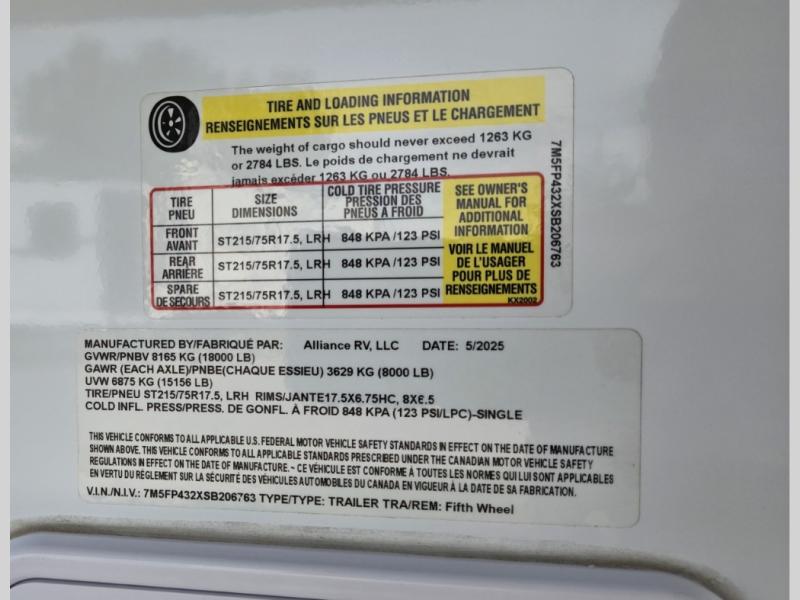 TIRE AND LOADING INFORMATION
RENSEIGNEMENTS SUR LES PNEUS ET LE CHARGEMENT
The weight of cargo should never exceed 1263 KG
or 2784 LBS. Le poids de chargement ne devrait
jamais excéder 1263 KG ou 2784 LBS.
TIRE
PNEU
SIZE
DIMENSIONS
COLD TIRE PRESSURE
PRESSION DES
PNEUS A FROID
SEE OWNER'S
MANUAL FOR
ADDITIONAL
INFORMATION
VOIR LE MANUEL
DE L'USAGER
POUR PLUS DE
RENSEIGNEMENTS
KX2002
FRONT
AVANT
ST215/75R17.5, LRH 848 KPA /123 PSI
REAR
ARRIÈRE
ST215/75R17.5, LRH 848 KPA /123 PSI
SPARE
DE SECOURS
ST215/75R17.5, LRH 848 KPA /123 PSI
7M5FP432XSB206763
MANUFACTURED BY/FABRIQUÉ PAR: Alliance RV, LLC DATE: 5/2025
GVWR/PNBV 8165 KG (18000 LB)
GAWR (EACH AXLE)/PNBE(CHAQUE ESSIEU) 3629 KG (8000 LB)
UVW 6875 KG (15156 LB)
TIRE/PNEU ST215/75R17.5, LRH RIMS/JANTE17.5X6.75HC, 8X6.5
COLD INFL. PRESS/PRESS. DE GONFL. À FROID 848 KPA (123 PSI/LPC)-SINGLE
THIS VEHICLE CONFORMS TO ALL APPLICABLE U.S. FEDERAL MOTOR VEHICLE SAFETY STANDARDS IN EFFECT ON THE DATE OF MANUFACTURE
SHOWN ABOVE. THIS VEHICLE CONFORMS TO ALL APPLICABLE STANDARDS PRESCRIBED UNDER THE CANADIAN MOTOR VEHICLE SAFETY
REGULATIONS IN EFFECT ON THE DATE OF MANUFACTURE. ~ CE VÉHICULE EST CONFORME À TOUTES LES NORMES QUI LUI SONT APPLICABLES
EN VERTU DU RÈGLEMENT SUR LA SÉCURITÉ DES VÉHICULES AUTOMOBILES DU CANADA EN VIGUEUR À LA DATE DE SA FABRICATION.
V.I.N./N.I.V.: 7M5FP432XSB206763 TYPE/TYPE: TRAILER TRA/REM: Fifth Wheel